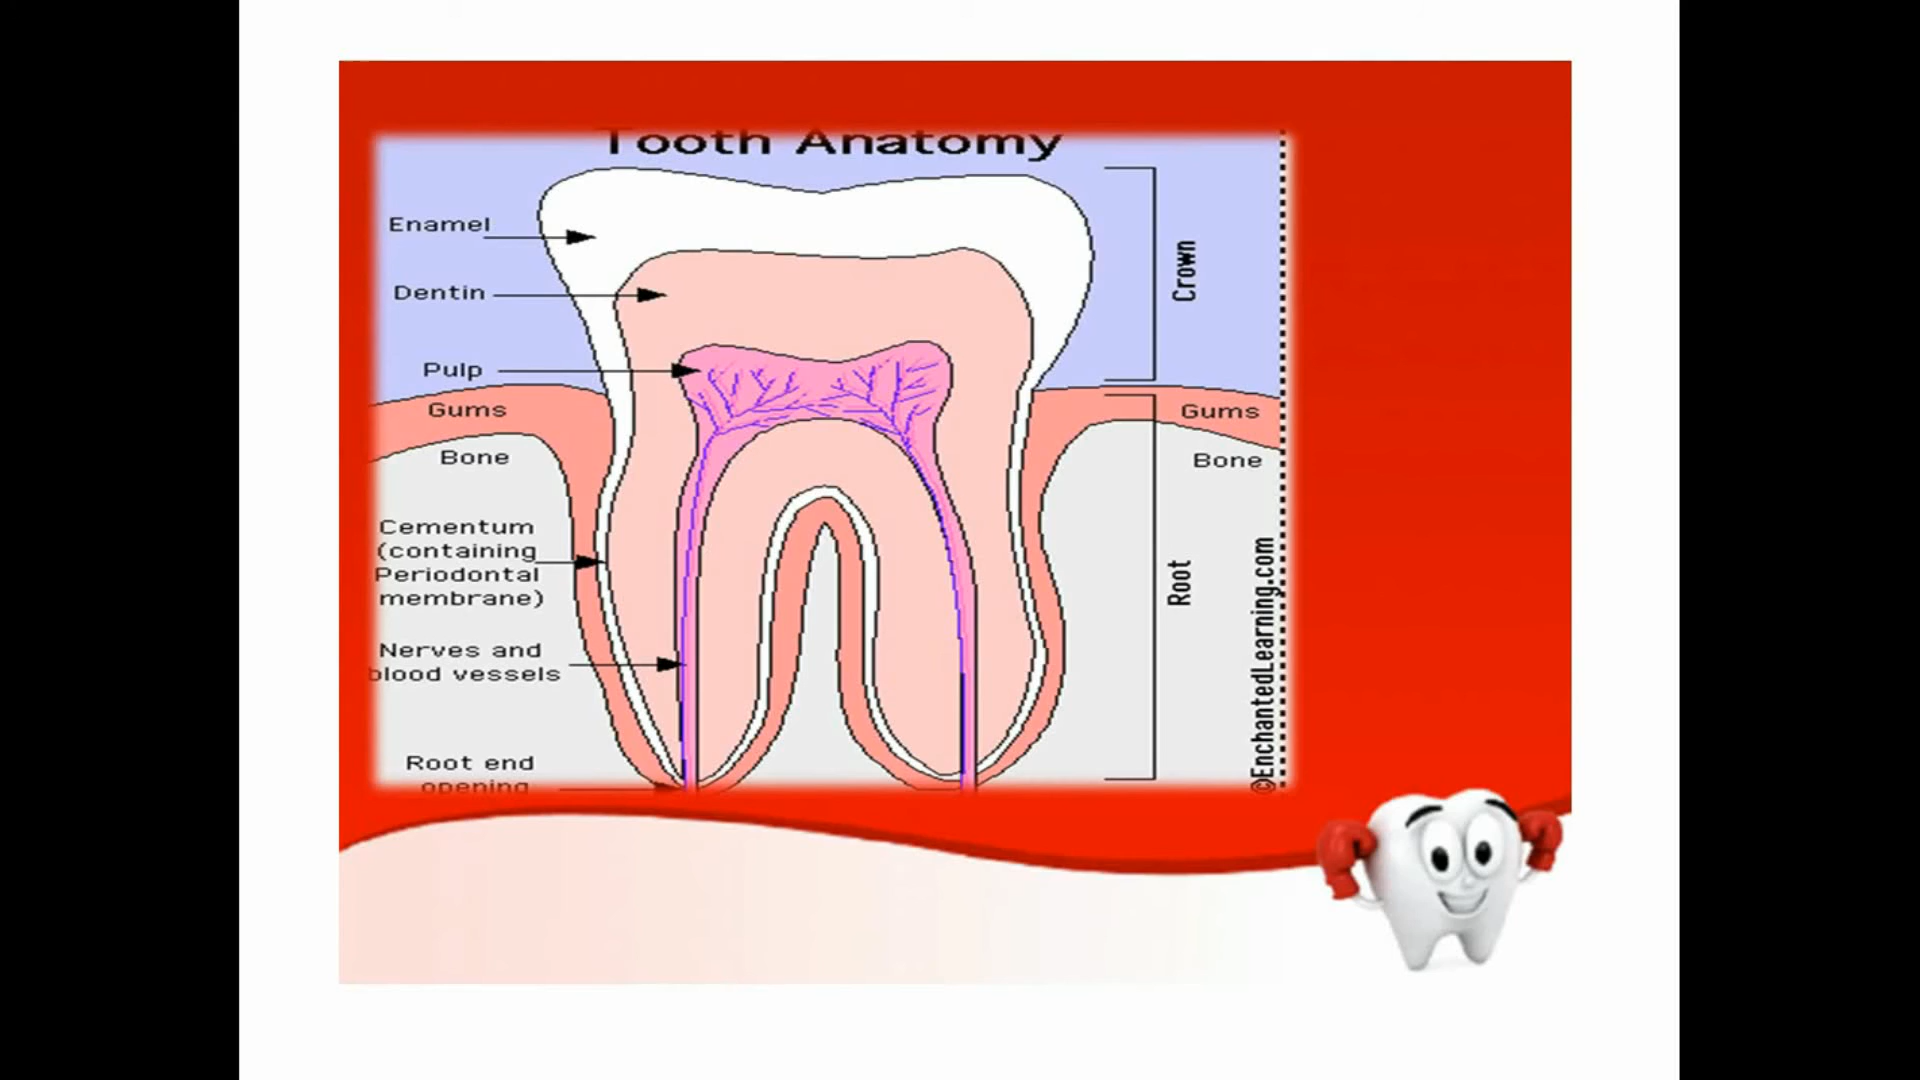 Tooth Anatomy
Enamel
Dentin
Pulp
Gums
Bone
Cementum
(containing
Periodontal
membrane)
Nerves and
blood vessels
Root end
opening
Crown
Gums
Bone
Root
©EnchantedLearning.com